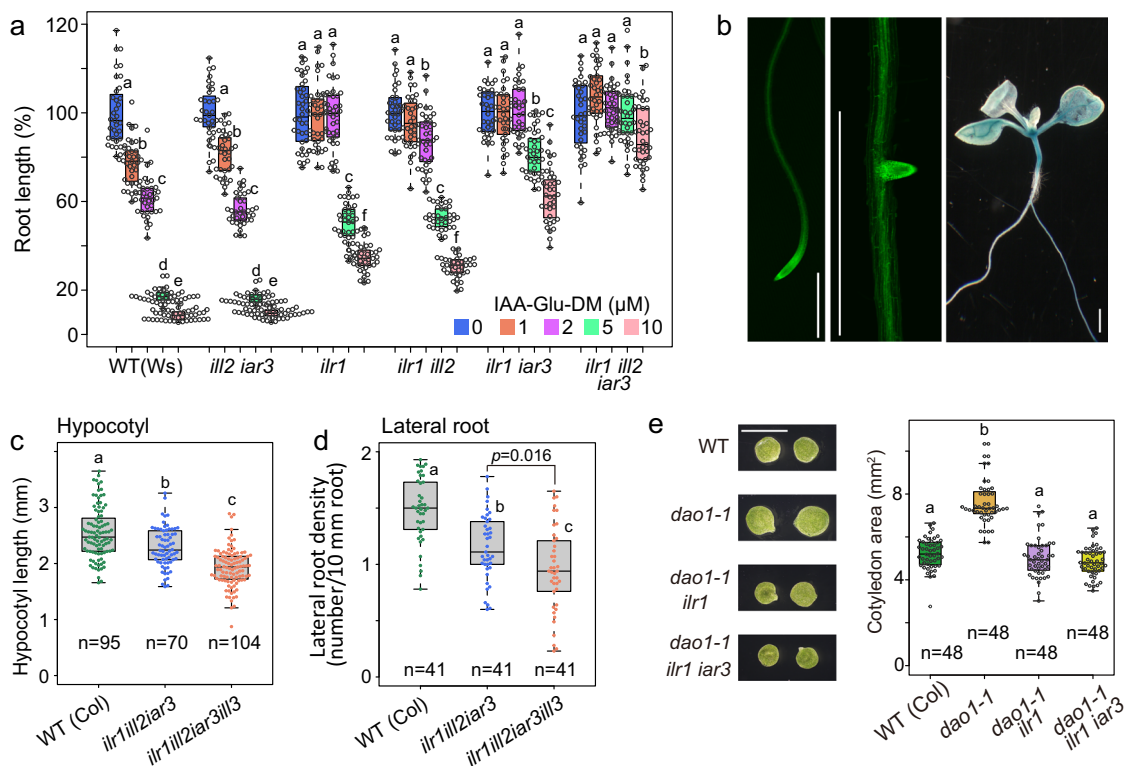 a
120
100
80
60
40
20
0
Root length (%)
a
b
c
d
e
a
b
c
d
e
a
a
a
c
f
a
a
b
c
f
a
a
a
b
c
a
a
a
a
b
IAA-Glu-DM (μM)
0 1 2 5 10
WT(Ws)
ill2 iar3
ilr1
ilr1 ill2
ilr1 iar3
ilr1 ill2
iar3
b
c
Hypocotyl
Hypocotyl length (mm)
4
3
2
1
0
a
b
c
n=95 n=70 n=104
WT (Col)
ilr1ill2iar3
ilr1ill2iar3ill3
d
Lateral root
Lateral root density
(number/10 mm root)
2
1
0
p=0.016
a
b
c
n=41 n=41 n=41
WT (Col)
ilr1ill2iar3
ilr1ill2iar3ill3
e
WT
dao1-1
dao1-1
ilr1
dao1-1
ilr1 iar3
Cotyledon area (mm²)
8
4
0
a
b
a
a
n=48
n=48
n=48
n=48
WT (Col)
dao1-1
dao1-1
ilr1
dao1-1
ilr1 iar3